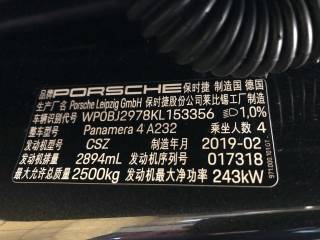 品牌 PORSCHE 保时捷 制造国 德国
生产厂名 Porsche Leipzig GmbH 保时捷股份公司莱比锡工厂制造
车辆识别代号 WP0BJ2978KL153356 1,0%
整车型号 Panamera 4 A232 乘坐人数 4
发动机型号 CSZ 制造年月 2019-02
发动机排量 2894mL 发动机序列号 017318
最大允许总质量 2500kg 发动机最大净功率 243kW